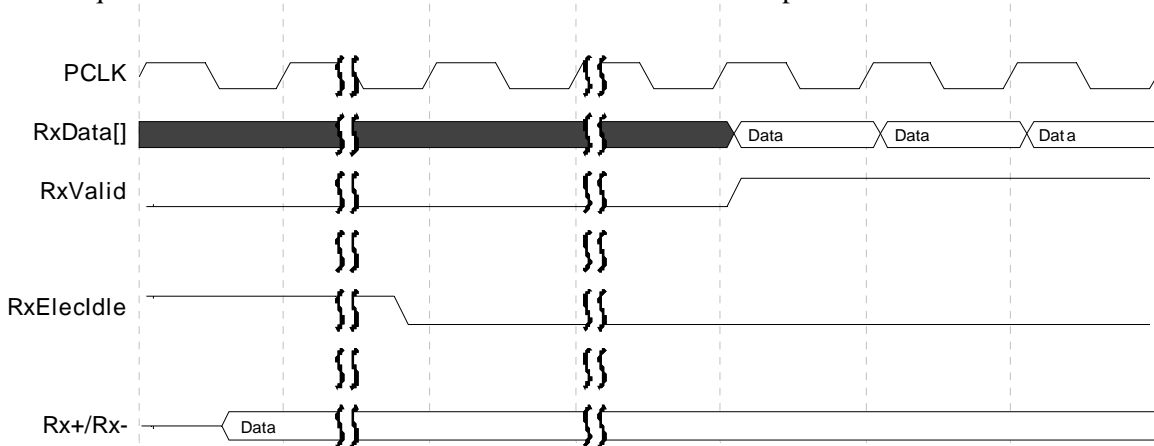 PCLK
RxData[] Data Data Data
RxValid
RxElecIdle
Rx+/Rx- Data